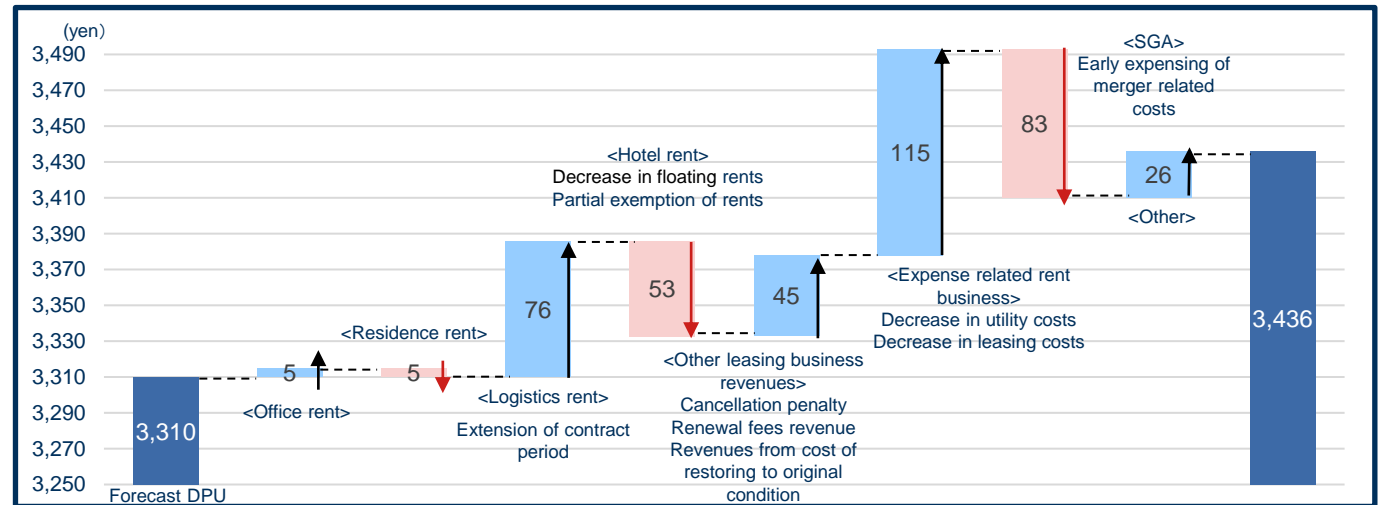 (yen)
3,490
3,470
3,450
3,430
3,410
3,390
3,370
3,350
3,330
3,310
3,290
3,270
3,250
3,310
Forecast DPU
5
<Office rent>
<Residence rent>
5
76
<Logistics rent>
Extension of contract
period
<Hotel rent>
Decrease in floating rents
Partial exemption of rents
53
45
<Other leasing business
revenues>
Cancellation penalty
Renewal fees revenue
Revenues from cost of
restoring to original
condition
115
<Expense related rent
business>
Decrease in utility costs
Decrease in leasing costs
83
<SGA>
Early expensing of
merger related
costs
26
<Other>
3,436